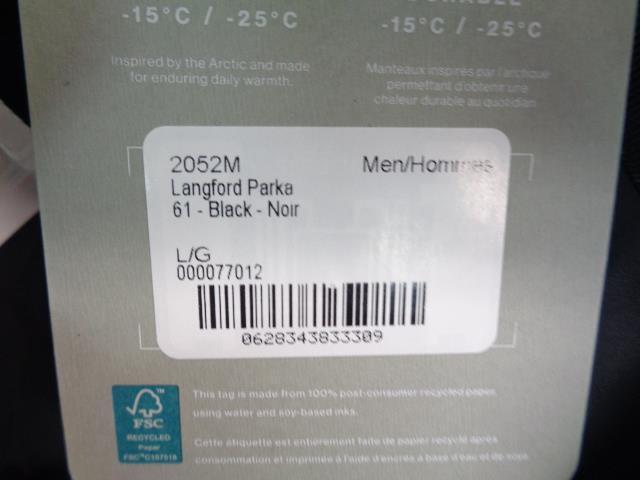 -15°C / -25°C
-15°C / -25°C
Inspired by the Arctic and made
for enduring daily warmth.
Manteaux inspirés par l'arctique
permettant d'obtenir une
chaleur durable au quotidien.
2052M Men/Hommes
Langford Parka
61 - Black - Noir
L/G
000077012
0628343833309
FSC
RECYCLED
Paper
This tag is made from 100% post-consumer recycled paper
using water and soy-based inks.
Cette étiquette est entièrement faite de papier recyclé après
consommation et imprimée à l'aide d'encres à base d'eau et de soya.